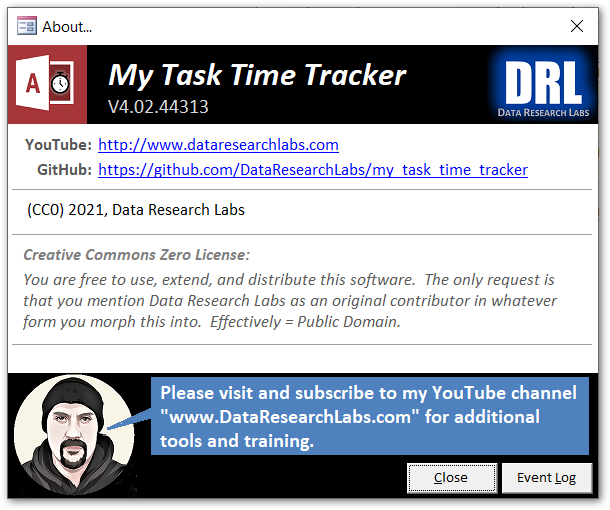 About...
A
My Task Time Tracker
V4.02.44313
DRL
DATA RESEARCH LABS
YouTube: http://www.dataresearchlabs.com
GitHub: https://github.com/DataResearchLabs/my_task_time_tracker
(CC0) 2021, Data Research Labs
Creative Commons Zero License:
You are free to use, extend, and distribute this software.  The only request is
that you mention Data Research Labs as an original contributor in whatever
form you morph this into.  Effectively = Public Domain.
Please visit and subscribe to my YouTube channel
"www.DataResearchLabs.com" for additional
tools and training.
Close
Event Log